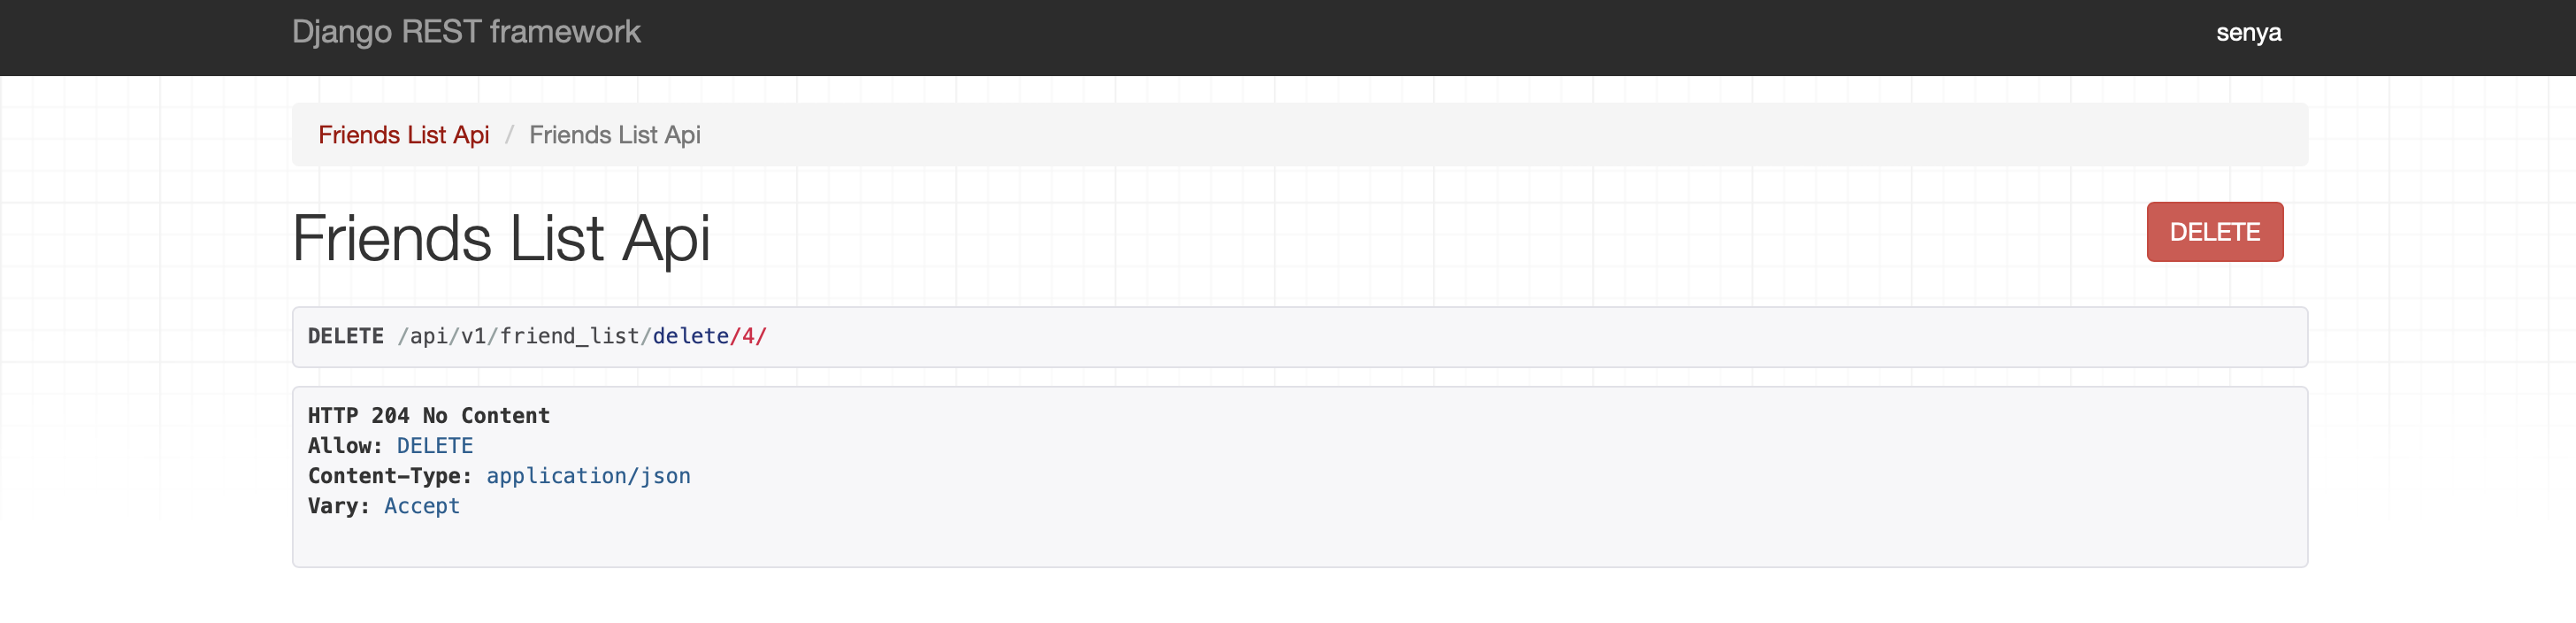 Django REST framework
senya
Friends List Api / Friends List Api
Friends List Api
DELETE
DELETE /api/v1/friend_list/delete/4/
HTTP 204 No Content
Allow: DELETE
Content-Type: application/json
Vary: Accept